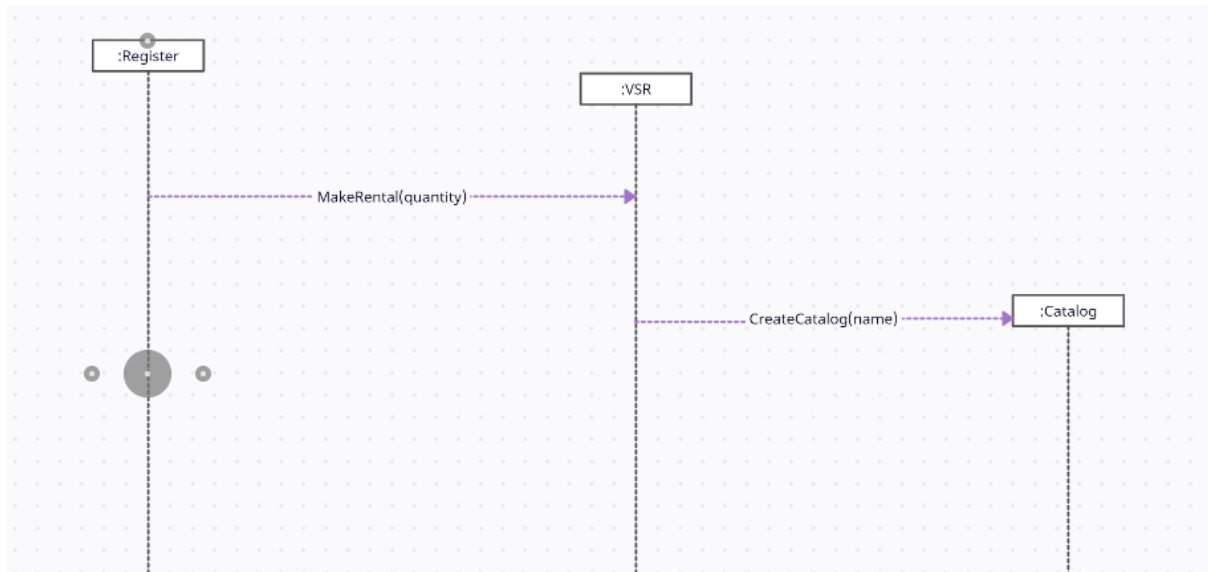 :Register
:VSR
MakeRental(quantity)
CreateCatalog(name)
:Catalog